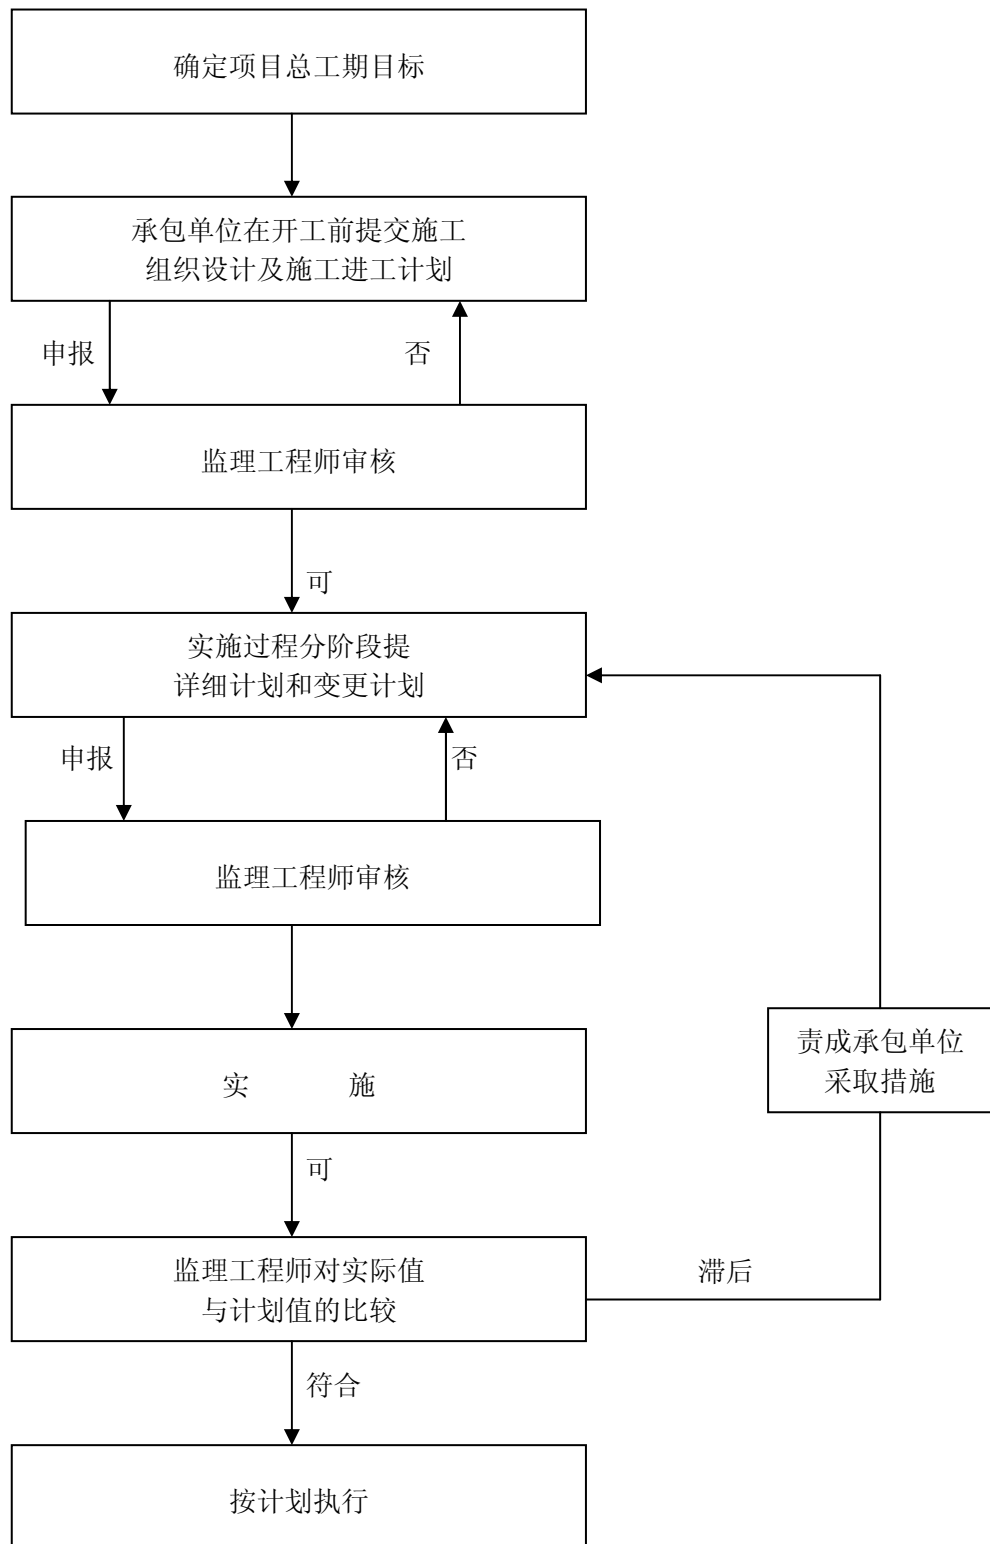 确定项目总工期目标
承包单位在开工前提交施工
组织设计及施工进工计划
申报
否
监理工程师审核
可
实施过程分阶段提
详细计划和变更计划
申报
否
监理工程师审核
责成承包单位
采取措施
实 施
可
监理工程师对实际值
与计划值的比较
滞后
符合
按计划执行